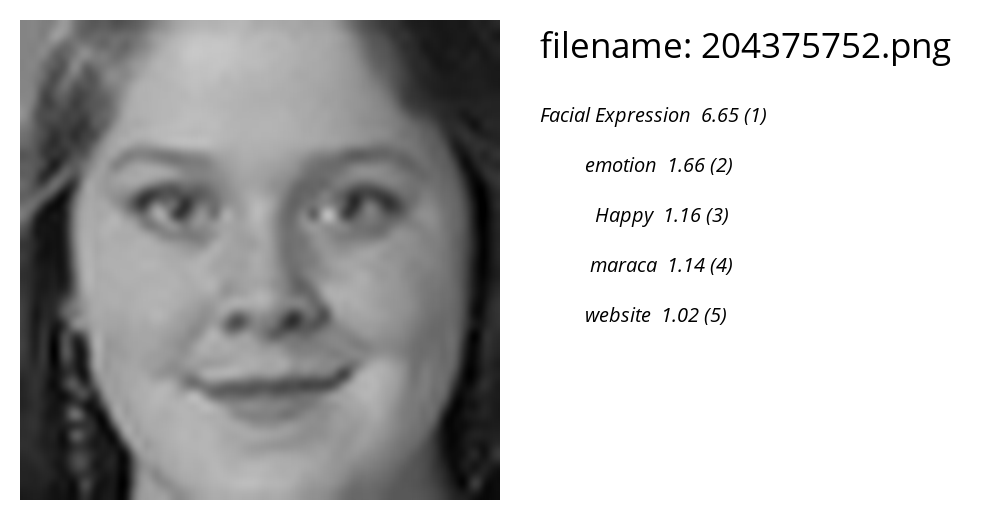 filename: 204375752.png
Facial Expression 6.65 (1)
emotion 1.66 (2)
Happy 1.16 (3)
maraca 1.14 (4)
website 1.02 (5)